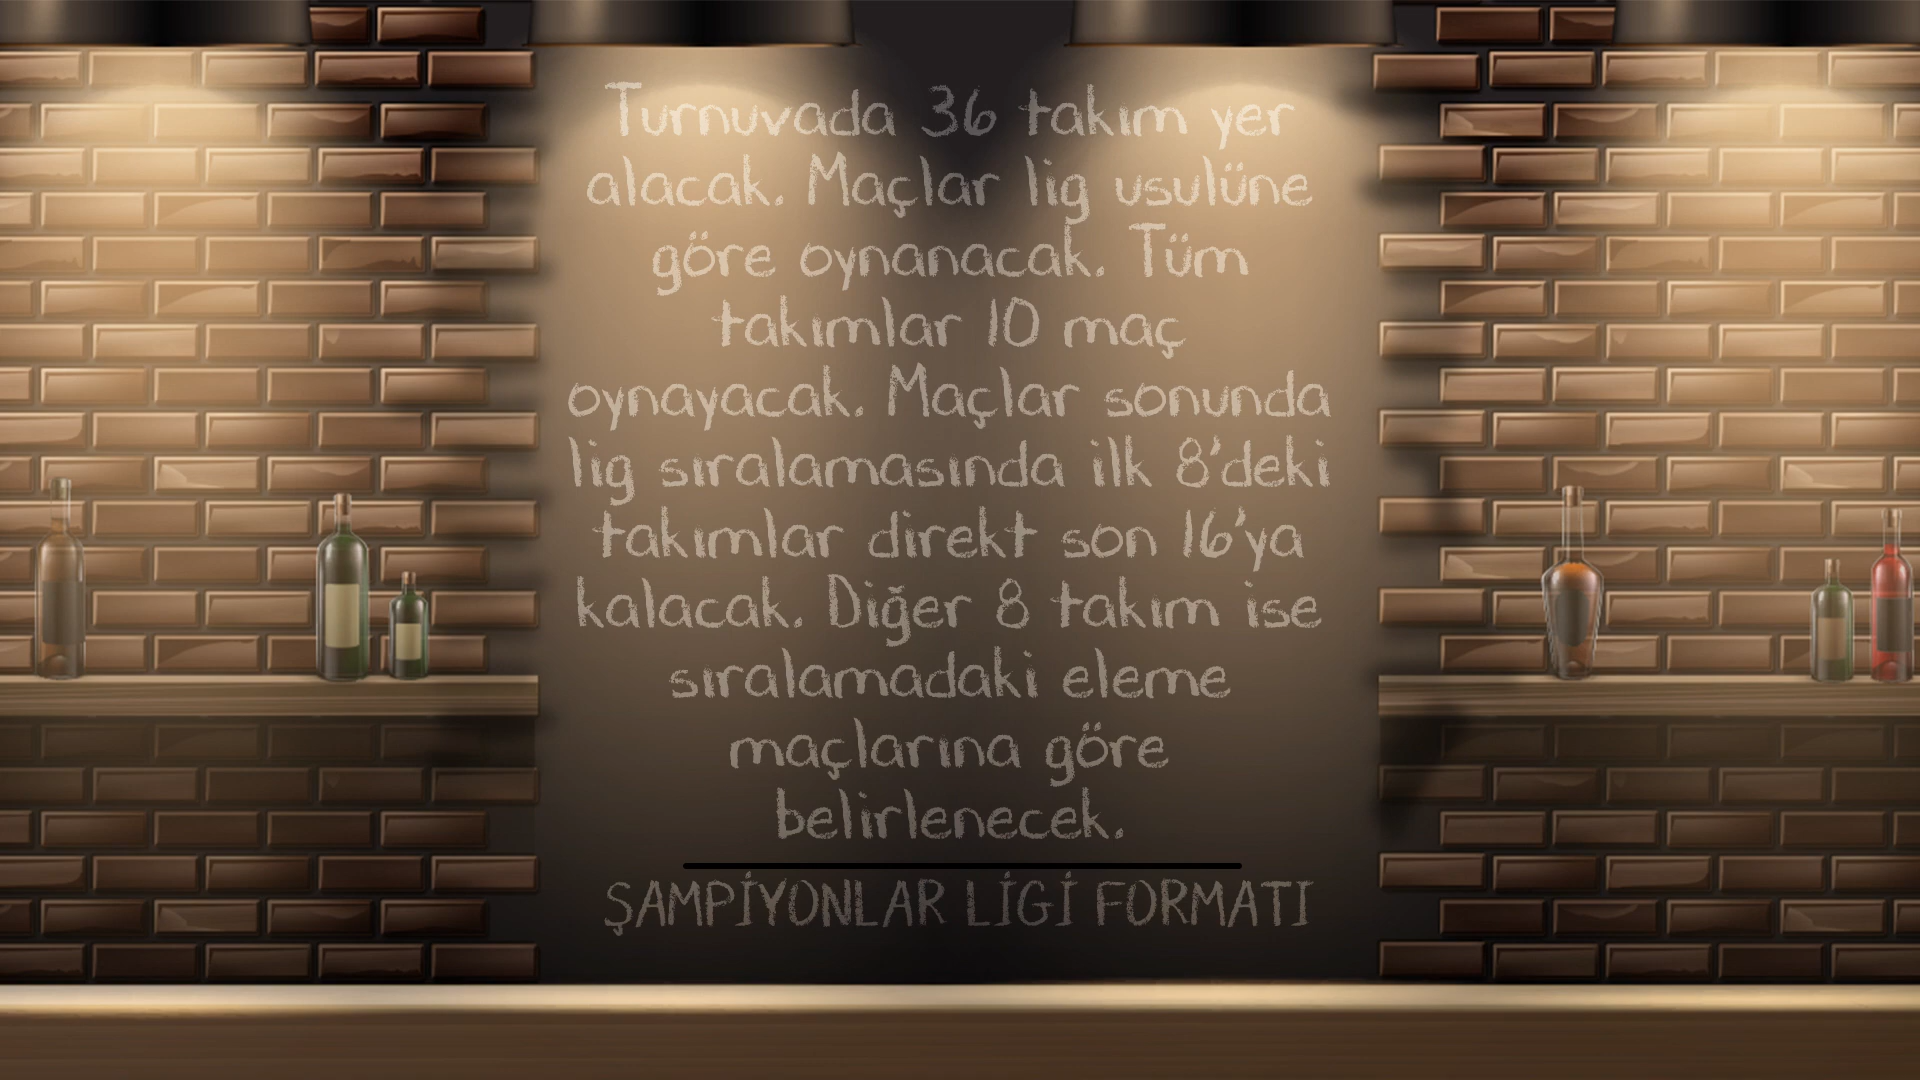 Turnuvada 36 takım yer
alacak. Maçlar lig usulüne
göre oynanacak. Tüm
takımlar 10 maç
oynayacak. Maçlar sonunda
lig sıralamasında ilk 8'deki
takımlar direkt son 16'ya
kalacak. Diğer 8 takım ise
sıralamadaki eleme
maçlarına göre
belirlenecek.
ŞAMPİYONLAR LİGİ FORMATI